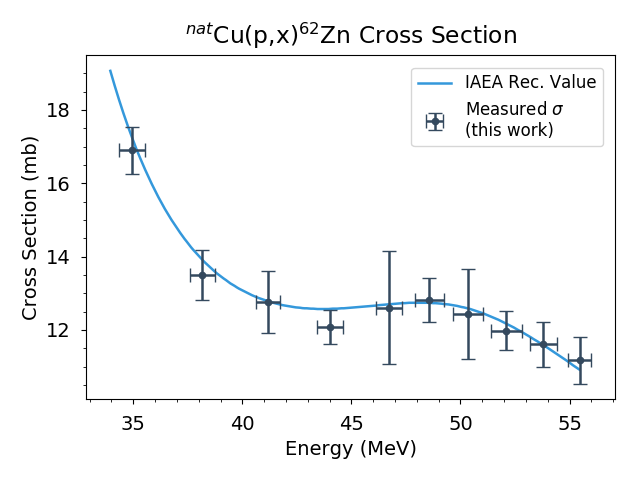 ⁿᵃᵗCu(p,x)⁶²Zn Cross Section
IAEA Rec. Value
Measured σ
(this work)
Cross Section (mb)
18
16
14
12
35 40 45 50 55
Energy (MeV)